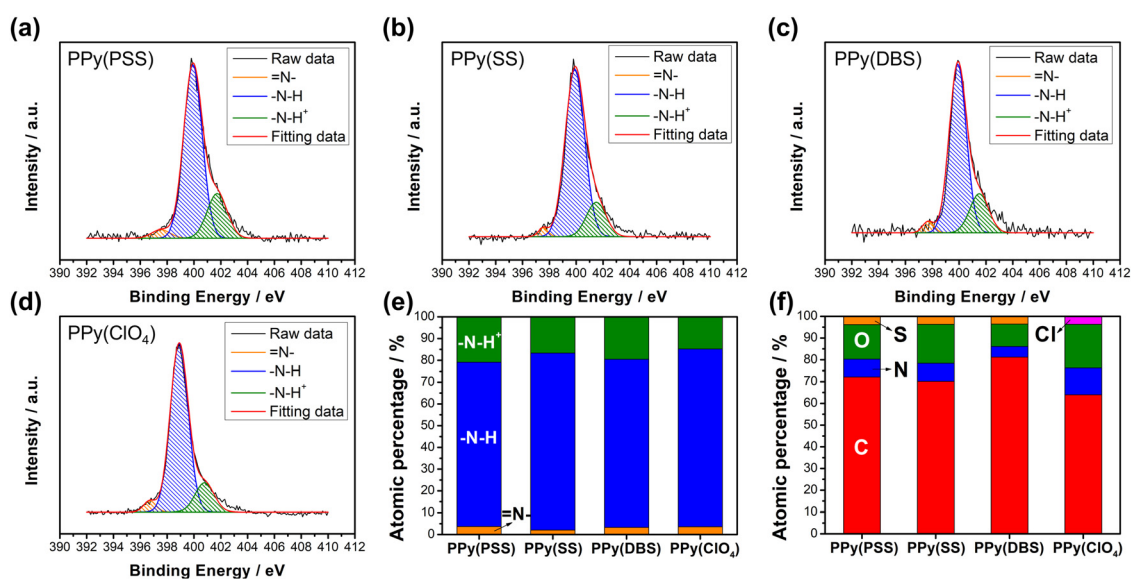 (a)
PPy(PSS)
Raw data
=N-
-N-H
-N-H⁺
Fitting data
Intensity / a.u.
390 392 394 396 398 400 402 404 406 408 410 412
Binding Energy / eV
(b)
PPy(SS)
Raw data
=N-
-N-H
-N-H⁺
Fitting data
Intensity / a.u.
390 392 394 396 398 400 402 404 406 408 410 412
Binding Energy / eV
(c)
PPy(DBS)
Raw data
=N-
-N-H
-N-H⁺
Fitting data
Intensity / a.u.
390 392 394 396 398 400 402 404 406 408 410 412
Binding Energy / eV
(d)
PPy(ClO₄)
Raw data
=N-
-N-H
-N-H⁺
Fitting data
Intensity / a.u.
390 392 394 396 398 400 402 404 406 408 410 412
Binding Energy / eV
(e)
Atomic percentage / %
100
90
80
70
60
50
40
30
20
10
0
-N-H⁺
-N-H
=N-
PPy(PSS) PPy(SS) PPy(DBS) PPy(ClO₄)
(f)
Atomic percentage / %
100
90
80
70
60
50
40
30
20
10
0
S
O
N
C
Cl
PPy(PSS) PPy(SS) PPy(DBS) PPy(ClO₄)